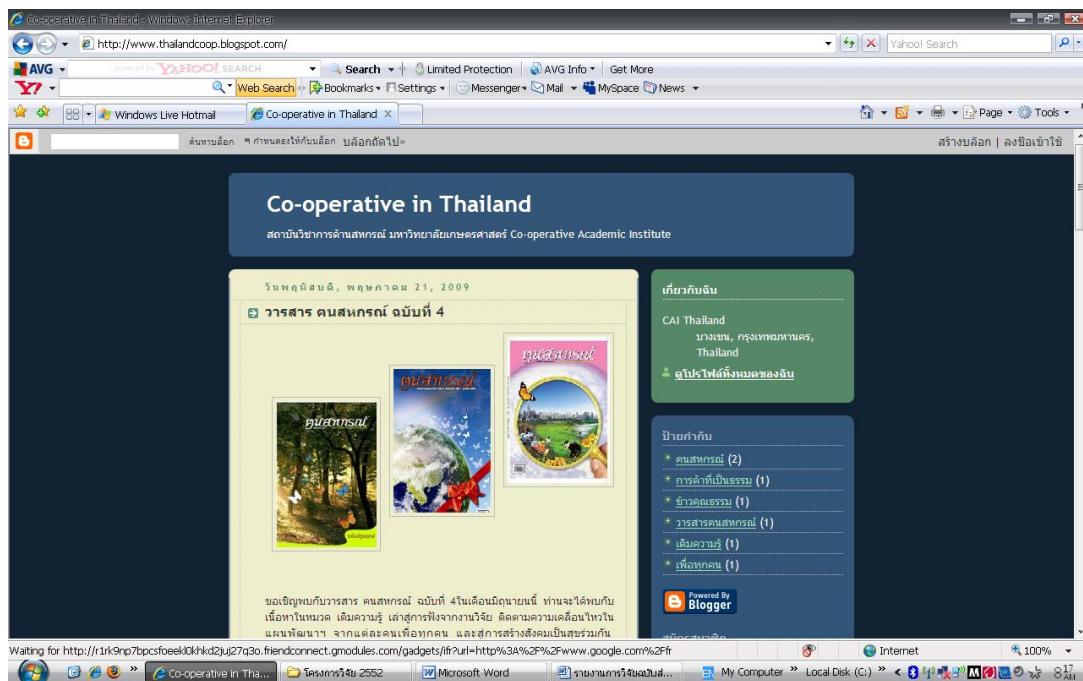 Co-operative in Thailand - Windows Internet Explorer
http://www.thailandcoop.blogspot.com/
Yahoo! Search
AVG powered by YAHOO! SEARCH Search Limited Protection AVG Info Get More
Y! Web Search Bookmarks Settings Messenger Mail MySpace News
Windows Live Hotmail Co-operative in Thailand X Page Tools
ค้นหาบล็อก กำหนดธงให้กับบล็อก บล็อกถัดไป» สร้างบล็อก | ลงชื่อเข้าใช้
Co-operative in Thailand
สถาบันวิชาการด้านสหกรณ์ มหาวิทยาลัยเกษตรศาสตร์ Co-operative Academic Institute
วันพฤหัสบดี, พฤษภาคม 21, 2009
วารสาร ฅนสหกรณ์ ฉบับที่ 4
ฅนสหกรณ์
ฅนสหกรณ์
ฅนสหกรณ์
ขอเชิญพบกับวารสาร ฅนสหกรณ์ ฉบับที่ 4ในเดือนมิถุนายนนี้ ท่านจะได้พบกับ
เนื้อหาในหมวด เติมความรู้ เล่าสู่การฟังจากงานวิจัย ติดตามความเคลื่อนไหวใน
แผนพัฒนาฯ จากแต่ละคนเพื่อทุกคน และสู่การสร้างสังคมเป็นสุขร่วมกัน
เกี่ยวกับฉัน
CAI Thailand
บางเขน, กรุงเทพมหานคร,
Thailand
ดูโปรไฟล์ทั้งหมดของฉัน
ป้ายกำกับ
ฅนสหกรณ์ (2)
การค้าที่เป็นธรรม (1)
ข้าวคุณธรรม (1)
วารสารฅนสหกรณ์ (1)
เติมความรู้ (1)
เพื่อทุกคน (1)
Powered By
Blogger
สมัครสมาชิก
Waiting for http://r1rk9np7bpcsfoeekl0khkd2juj27q3o.friendconnect.gmodules.com/gadgets/ifr?url=http%3A%2F%2Fwww.google.com%2Ffr Internet 100%
Co-operative in Tha... โครงการวิจัย 2552 Microsoft Word รายงานการวิจัยฉบับส... My Computer » Local Disk (C:) » 8:17 AM